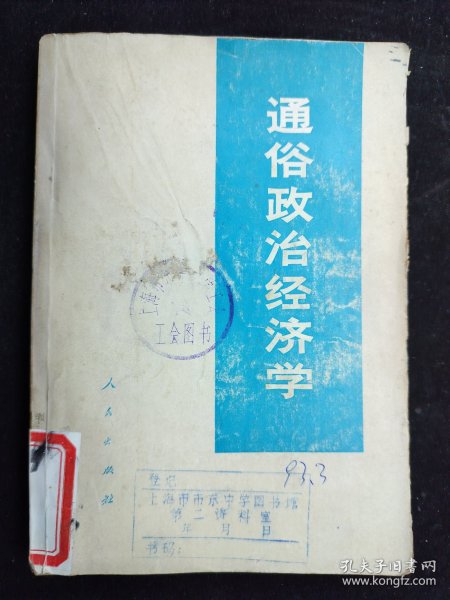 通俗政治经济学
工会图书
人民出版社
93.3
登记
上海市市东中学图书馆
第二资料室
年 月 日
书码：
孔夫子旧书网
www.kongfz.com